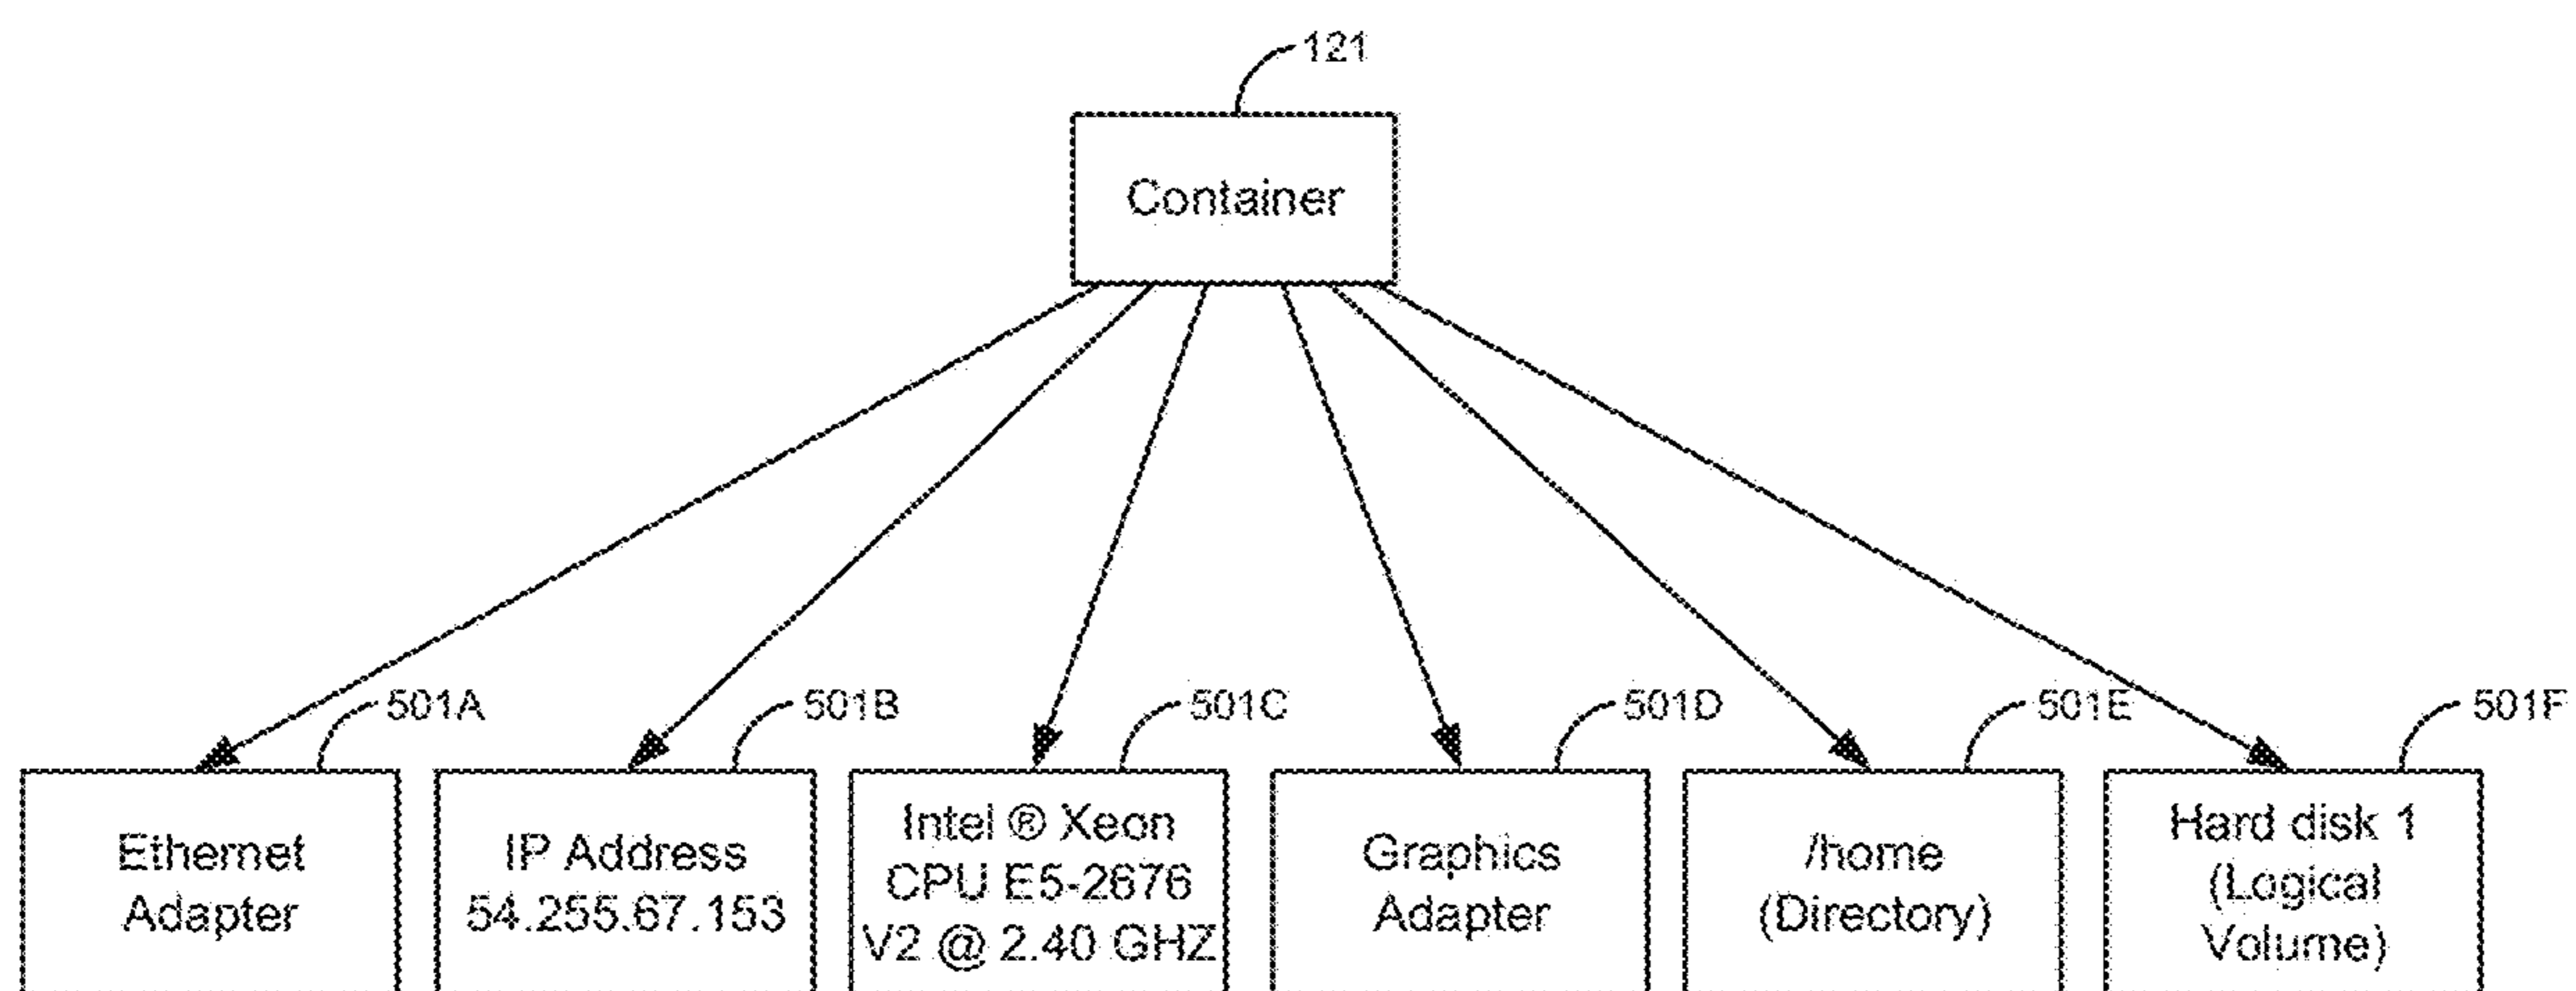 121
Container
501A
501B
501C
501D
501E
501F
Ethernet
Adapter
IP Address
54.255.67.153
Intel ® Xeon
CPU E5-2676
V2 @ 2.40 GHZ
Graphics
Adapter
/home
(Directory)
Hard disk 1
(Logical
Volume)